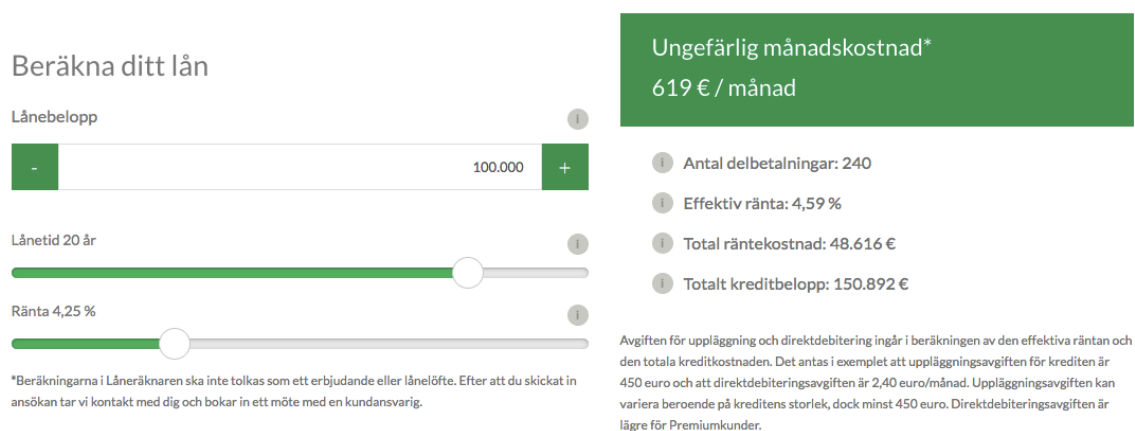 Beräkna ditt lån
Lånebelopp
i
-
100.000
+
Lånetid 20 år
i
Ränta 4,25 %
i
*Beräkningarna i Låneräknaren ska inte tolkas som ett erbjudande eller lånelöfte. Efter att du skickat in
ansökan tar vi kontakt med dig och bokar in ett möte med en kundansvarig.
Ungefärlig månadskostnad*
619 € / månad
i Antal delbetalningar: 240
i Effektiv ränta: 4,59 %
i Total räntekostnad: 48.616 €
i Totalt kreditbelopp: 150.892 €
Avgiften för uppläggning och direktdebitering ingår i beräkningen av den effektiva räntan och
den totala kreditkostnaden. Det antas i exemplet att uppläggningsavgiften för krediten är
450 euro och att direktdebiteringsavgiften är 2,40 euro/månad. Uppläggningsavgiften kan
variera beroende på kreditens storlek, dock minst 450 euro. Direktdebiteringsavgiften är
lägre för Premiumkunder.